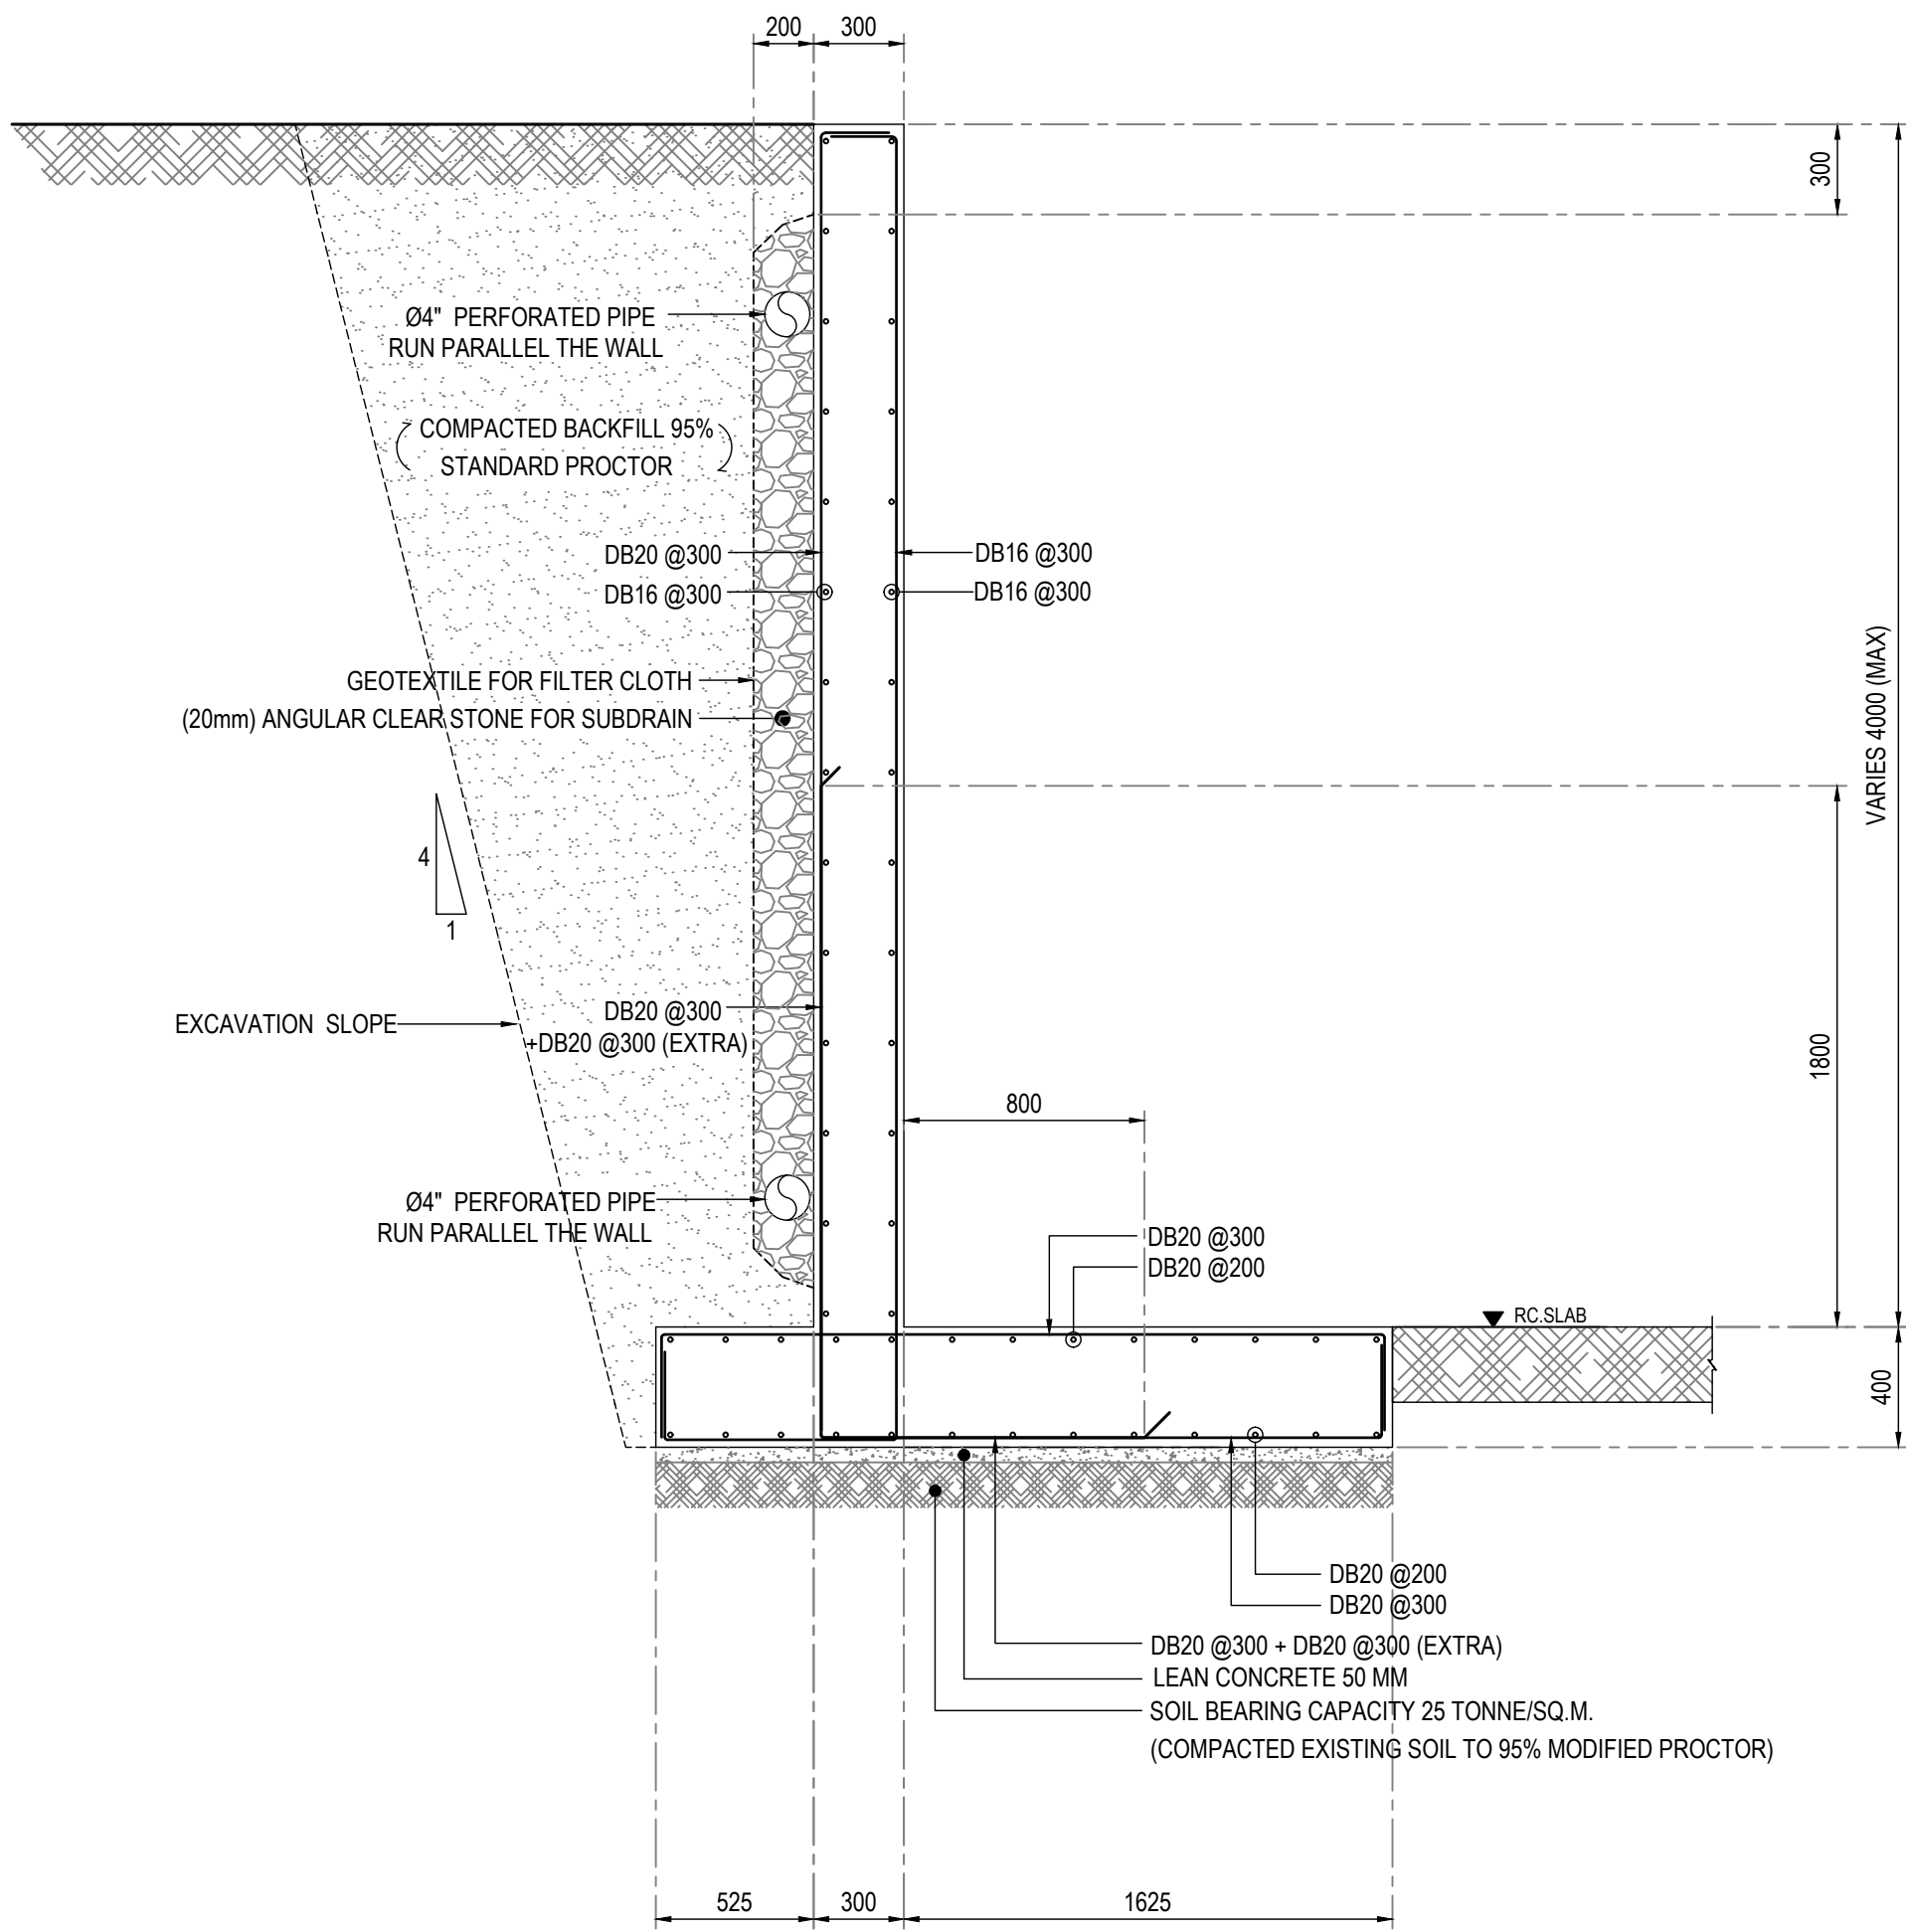 200
300
300
Ø4" PERFORATED PIPE
RUN PARALLEL THE WALL
COMPACTED BACKFILL 95%
STANDARD PROCTOR
DB20 @300
DB16 @300
DB16 @300
DB16 @300
GEOTEXTILE FOR FILTER CLOTH
(20mm) ANGULAR CLEAR STONE FOR SUBDRAIN
VARIES 4000 (MAX)
4
1
EXCAVATION SLOPE
DB20 @300
+DB20 @300 (EXTRA)
1800
800
Ø4" PERFORATED PIPE
RUN PARALLEL THE WALL
DB20 @300
DB20 @200
RC.SLAB
400
DB20 @200
DB20 @300
DB20 @300 + DB20 @300 (EXTRA)
LEAN CONCRETE 50 MM
SOIL BEARING CAPACITY 25 TONNE/SQ.M.
(COMPACTED EXISTING SOIL TO 95% MODIFIED PROCTOR)
525
300
1625